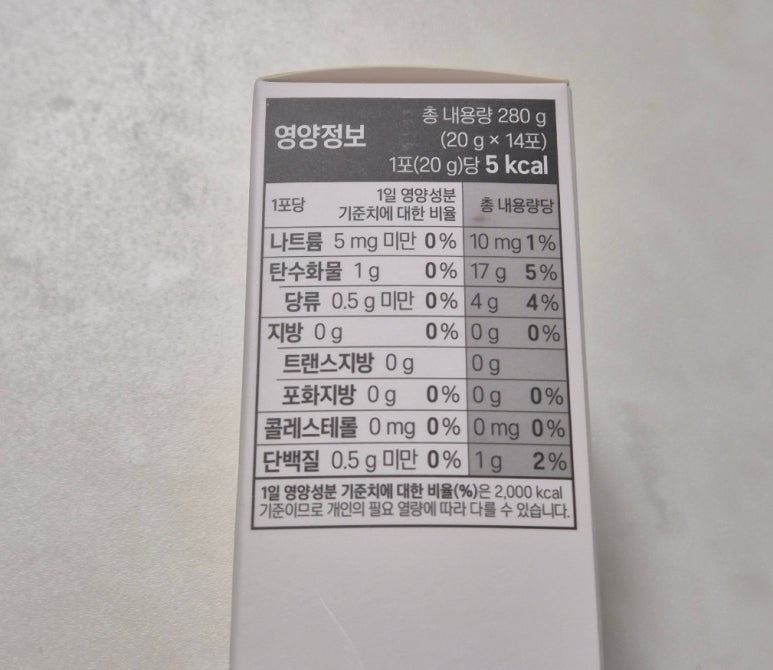 영양정보
총 내용량 280 g
(20 g × 14포)
1포(20 g)당 5 kcal
1포당 1일 영양성분 기준치에 대한 비율 총 내용량당
나트륨 5 mg 미만 0% 10 mg 1%
탄수화물 1 g 0% 17 g 5%
당류 0.5 g 미만 0% 4 g 4%
지방 0 g 0% 0 g 0%
트랜스지방 0 g 0 g
포화지방 0 g 0% 0 g 0%
콜레스테롤 0 mg 0% 0 mg 0%
단백질 0.5 g 미만 0% 1 g 2%
1일 영양성분 기준치에 대한 비율(%)은 2,000 kcal
기준이므로 개인의 필요 열량에 따라 다를 수 있습니다.